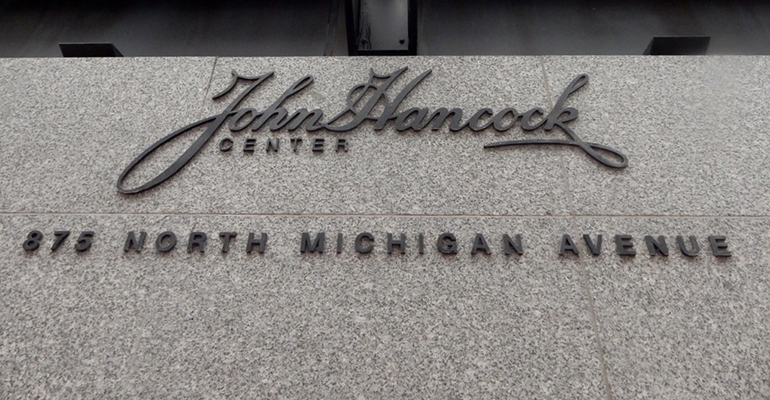 John Hancock
CENTER
875 NORTH MICHIGAN AVENUE